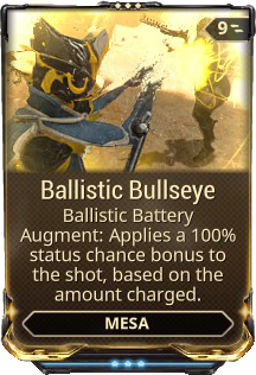 9
Ballistic Bullseye
Ballistic Battery
Augment: Applies a 100%
status chance bonus to
the shot, based on the
amount charged.
MESA